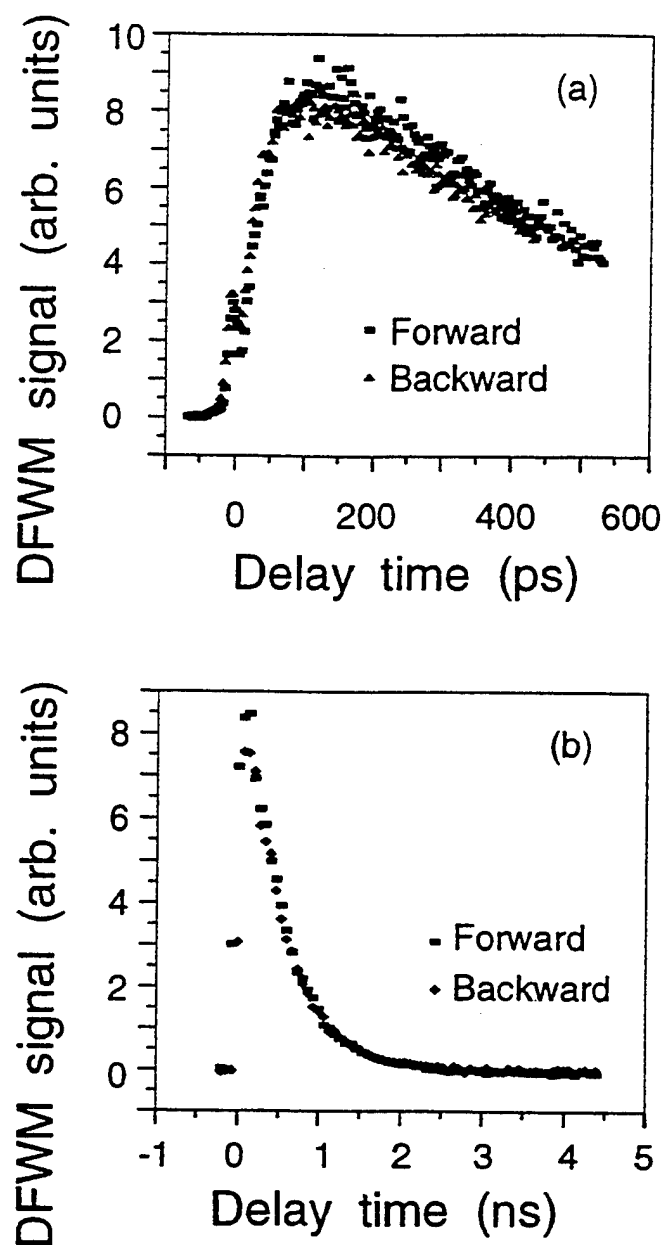 DFWM signal (arb. units)
10
8
6
4
2
0
(a)
Forward
Backward
0 200 400 600
Delay time (ps)
DFWM signal (arb. units)
8
6
4
2
0
(b)
Forward
Backward
-1 0 1 2 3 4 5
Delay time (ns)